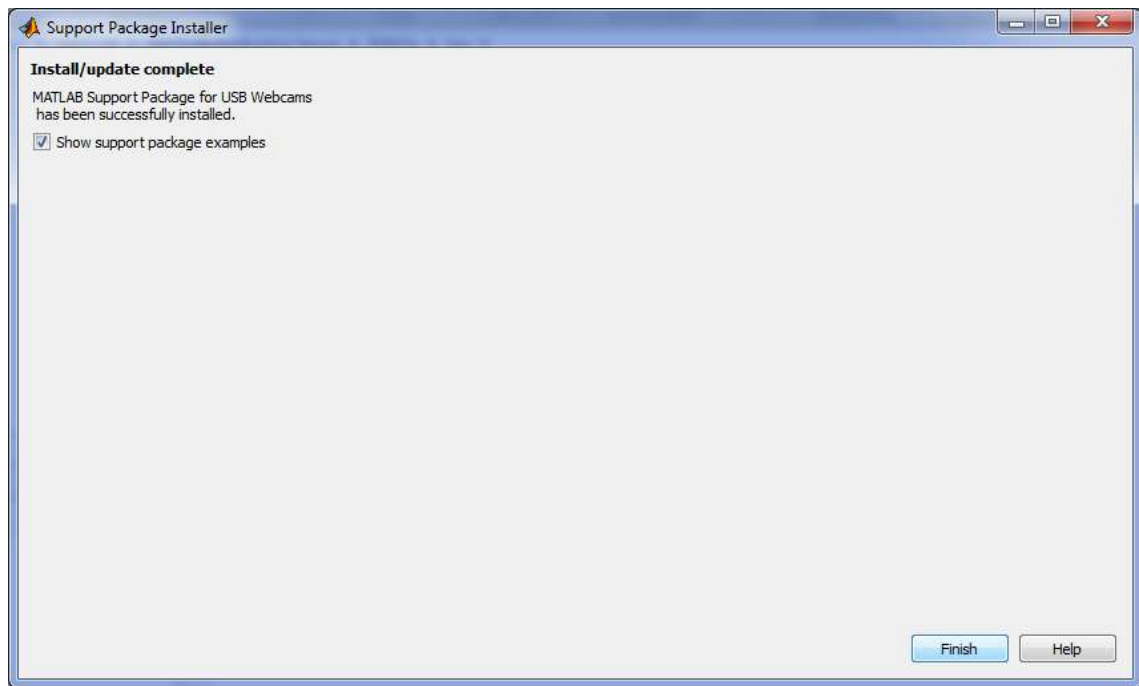 Support Package Installer
Install/update complete
MATLAB Support Package for USB Webcams
has been successfully installed.
Show support package examples
Finish
Help